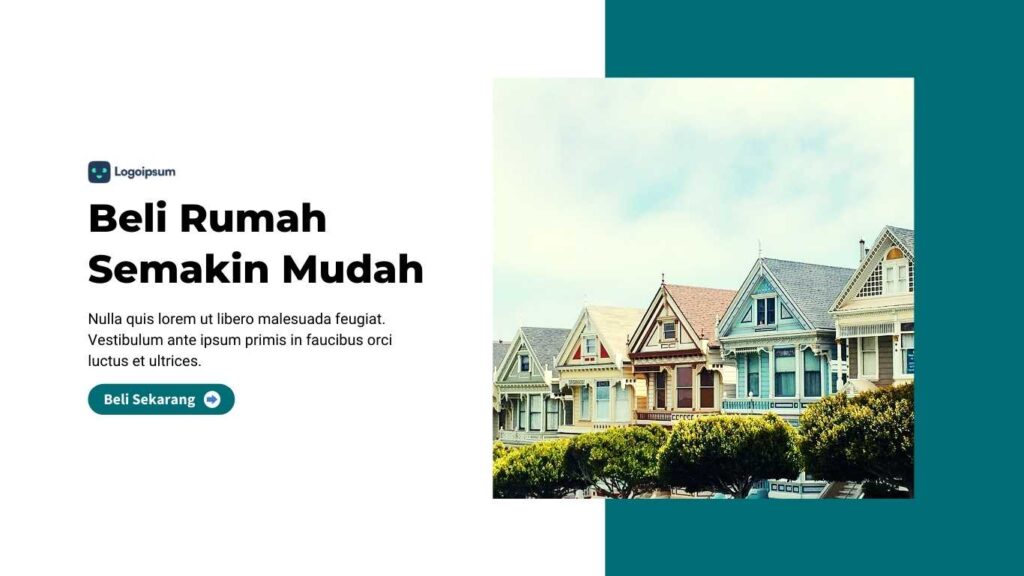 Logoipsum
Beli Rumah
Semakin Mudah
Nulla quis lorem ut libero malesuada feugiat.
Vestibulum ante ipsum primis in faucibus orci
luctus et ultrices.
Beli Sekarang